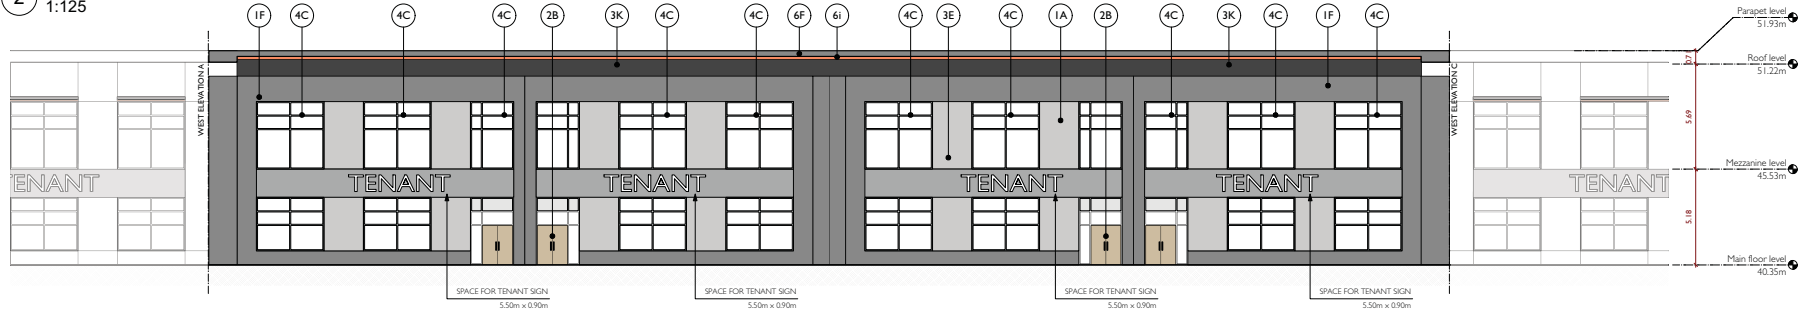 2
1:125
1F 4C 4C 4C 2B 3K 4C 4C 6F 6i 4C 3E 4C 1A 2B 4C 3K 4C 1F 4C
Parapet level
51.93m
Roof level
51.22m
0.7
WEST ELEVATION A
WEST ELEVATION C
5.69
Mezzanine level
45.53m
TENANT TENANT TENANT TENANT TENANT TENANT
5.18
Main floor level
40.35m
SPACE FOR TENANT SIGN
5.50m x 0.90m
SPACE FOR TENANT SIGN
5.50m x 0.90m
SPACE FOR TENANT SIGN
5.50m x 0.90m
SPACE FOR TENANT SIGN
5.50m x 0.90m